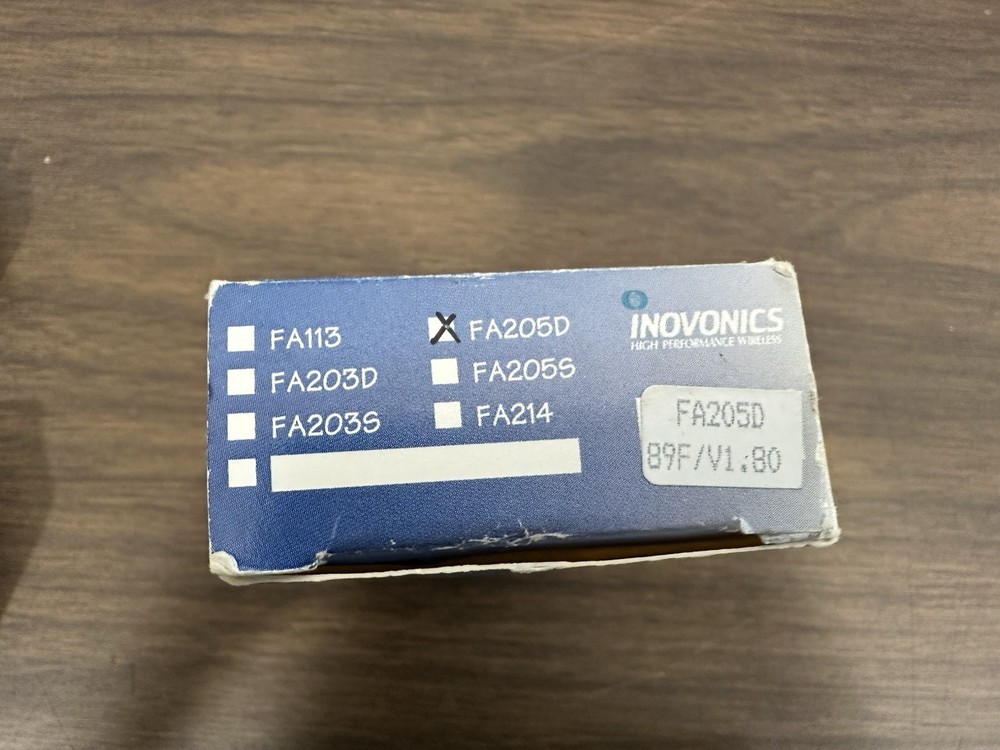 FA113
FA203D
FA203S
X FA205D
FA205S
FA214
INOVONICS
HIGH PERFORMANCE WIRELESS
FA205D
89F/V1.80